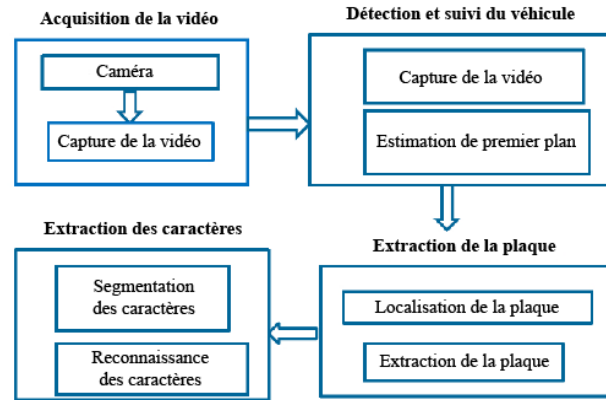 Acquisition de la vidéo
Caméra
Capture de la vidéo
Détection et suivi du véhicule
Capture de la vidéo
Estimation de premier plan
Extraction de la plaque
Localisation de la plaque
Extraction de la plaque
Extraction des caractères
Segmentation
des caractères
Reconnaissance
des caractères